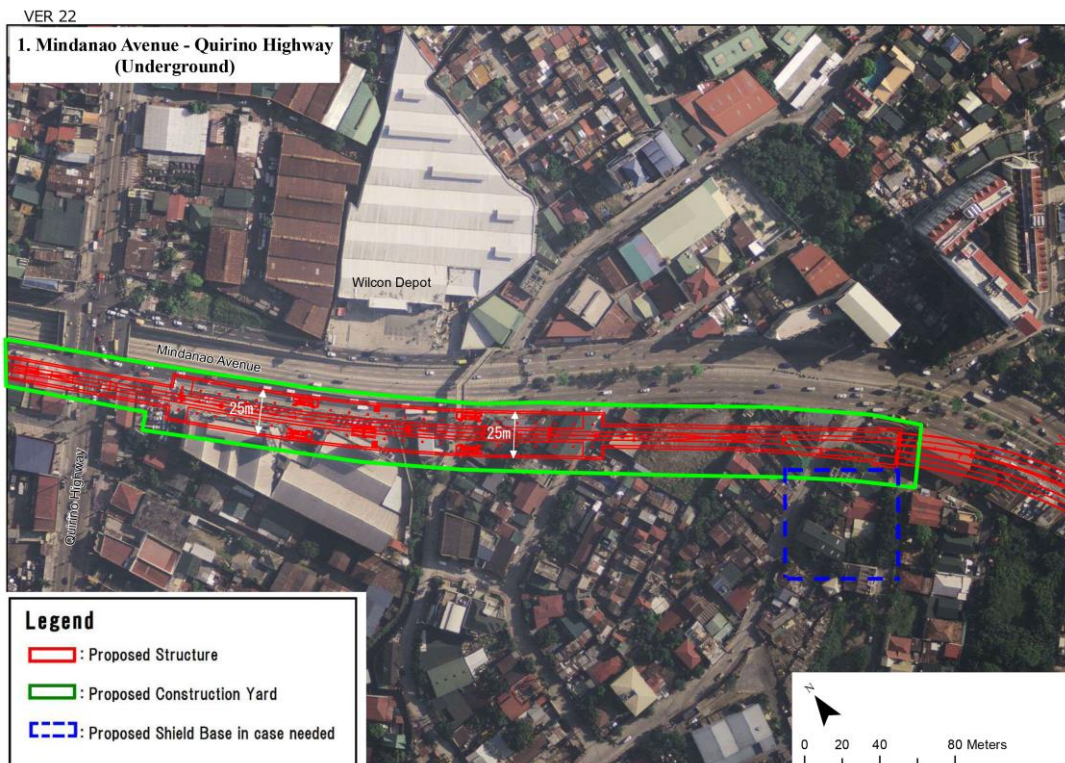 VER 22
1. Mindanao Avenue - Quirino Highway
(Underground)
Wilcon Depot
Mindanao Avenue
25m
25m
Quirino Highway
Legend
: Proposed Structure
: Proposed Construction Yard
: Proposed Shield Base in case needed
N
0 20 40 80 Meters